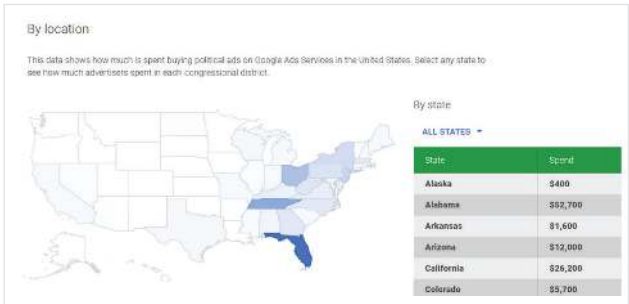 By location
This data shows how much is spent buying political ads on Google Ads Services in the United States. Select any state to
see how much advertisers spent in each congressional district.
By state
ALL STATES
State Spend
Alaska $400
Alabama $52,700
Arkansas $1,600
Arizona $12,000
California $26,200
Colorado $5,700